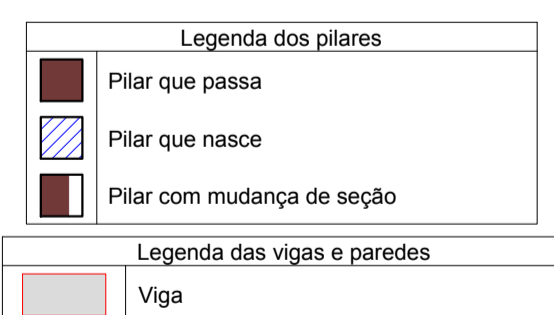 Legenda dos pilares
Pilar que passa
Pilar que nasce
Pilar com mudança de seção
Legenda das vigas e paredes
Viga